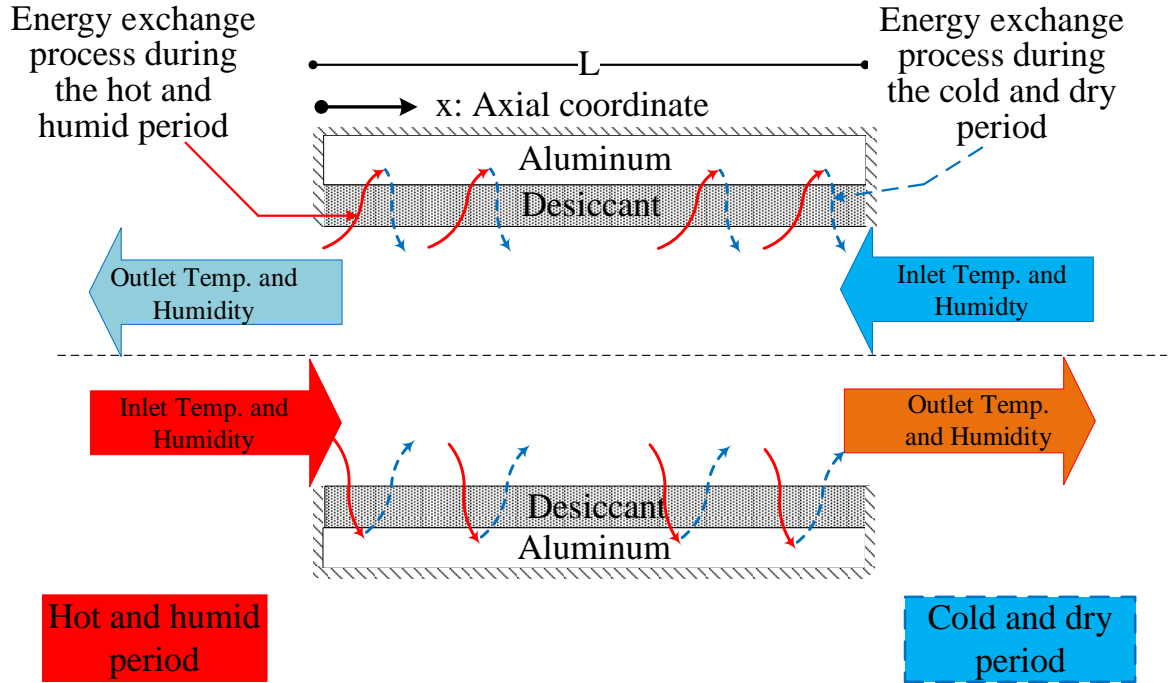 Energy exchange
process during
the hot and
humid period
L
x: Axial coordinate
Energy exchange
process during
the cold and dry
period
Aluminum
Desiccant
Outlet Temp. and
Humidity
Inlet Temp. and
Humidty
Inlet Temp. and
Humidity
Outlet Temp.
and Humidity
Desiccant
Aluminum
Hot and humid
period
Cold and dry
period